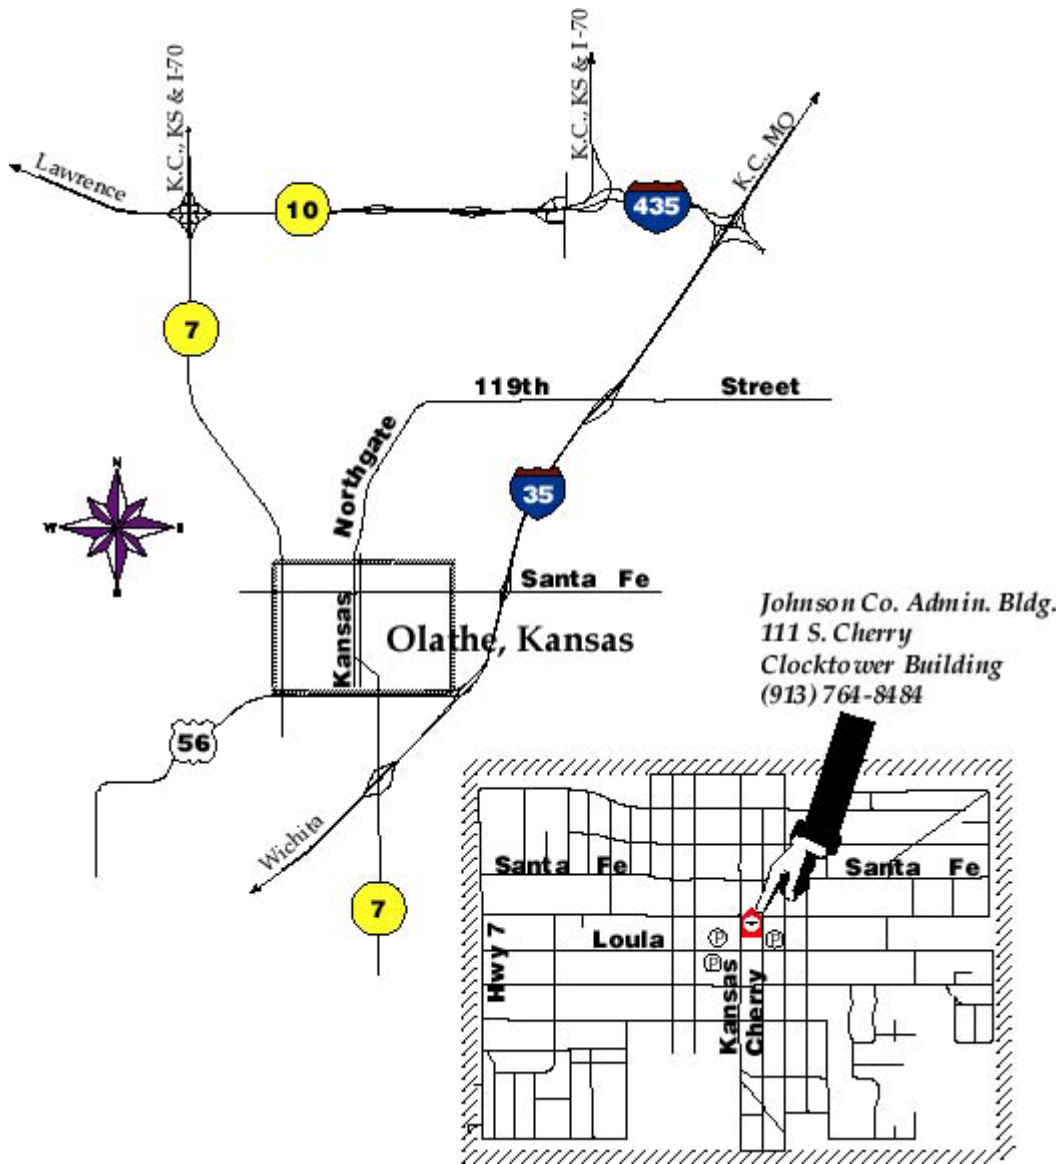 K.C., KS & I-70
K.C., KS & I-70
K.C., MO
Lawrence
10
435
7
119th Street
Northgate
35
N
W E
S
Santa Fe
Kansas
Olathe, Kansas
Johnson Co. Admin. Bldg.
111 S. Cherry
Clocktower Building
(913) 764-8484
56
Wichita
7
Santa Fe Santa Fe
Loula
P
P
P
Hwy 7
Kansas
Cherry